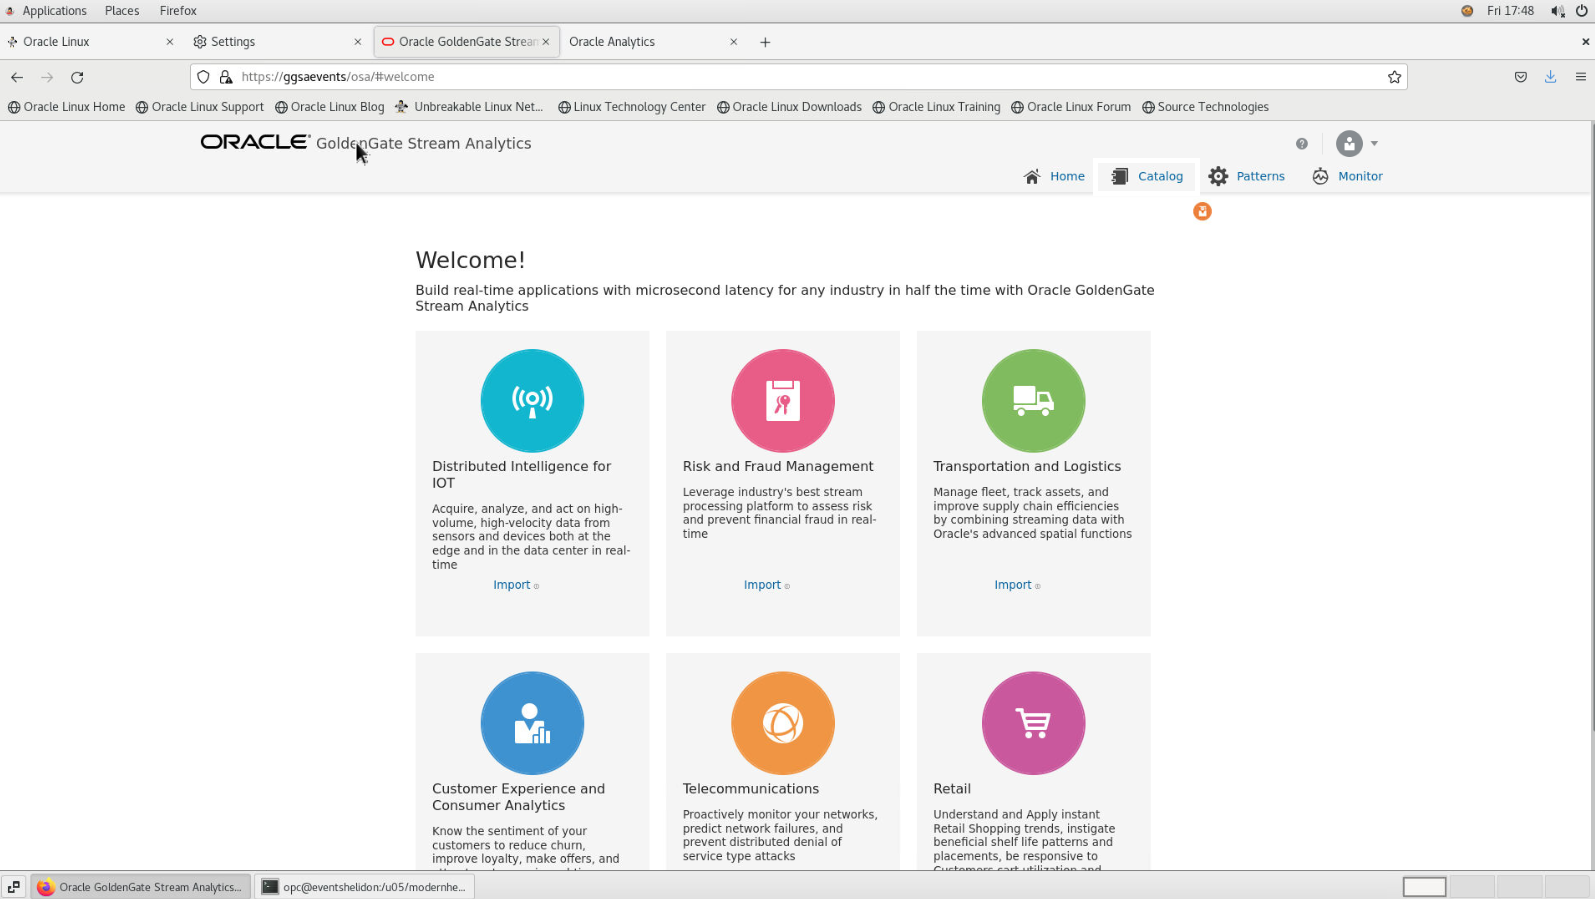 Applications Places Firefox Fri 17:48
Oracle Linux Settings Oracle GoldenGate Strea Oracle Analytics
https://ggsaevents/osa/#welcome
Oracle Linux Home Oracle Linux Support Oracle Linux Blog Unbreakable Linux Net... Linux Technology Center Oracle Linux Downloads Oracle Linux Training Oracle Linux Forum Source Technologies
ORACLE GoldenGate Stream Analytics
Home Catalog Patterns Monitor
Welcome!
Build real-time applications with microsecond latency for any industry in half the time with Oracle GoldenGate
Stream Analytics
Distributed Intelligence for
IOT
Acquire, analyze, and act on high-
volume, high-velocity data from
sensors and devices both at the
edge and in the data center in real-
time
Import
Risk and Fraud Management
Leverage industry's best stream
processing platform to assess risk
and prevent financial fraud in real-
time
Import
Transportation and Logistics
Manage fleet, track assets, and
improve supply chain efficiencies
by combining streaming data with
Oracle's advanced spatial functions
Import
Customer Experience and
Consumer Analytics
Know the sentiment of your
customers to reduce churn,
improve loyalty, make offers, and
Telecommunications
Proactively monitor your networks,
predict network failures, and
prevent distributed denial of
service type attacks
Retail
Understand and Apply instant
Retail Shopping trends, instigate
beneficial shelf life patterns and
placements, be responsive to
Customers cart utilization and
Oracle GoldenGate Stream Analytics... opc@eventshelidon:/u05/modernhe...